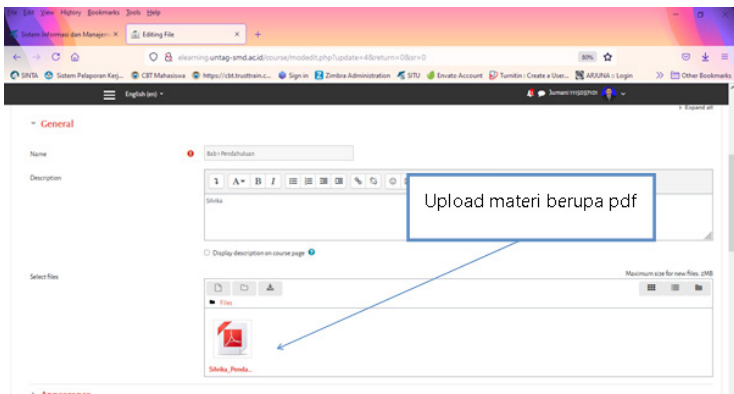 File Edit View History Bookmarks Tools Help
Sistem Informasi dan Manajem
Editing File
elearning.untag-smd.ac.id/course/modedit.php?update=4&return=0&sr=0
80%
SINTA
Sistem Pelaporan Kerj...
CBT Mahasiswa
https://cbt.trusttrain.c...
Sign in
Zimbra Administration
SITU
Envato Account
Turnitin : Create a User...
ARJUNA :: Login
Other Bookmarks
English (en)
Expand all
General
Name
Bab 1 Pendahuluan
Description
Silvika
Upload materi berupa pdf
Display description on course page
Select files
Maximum size for new files: 2MB
Files
Silvika_Penda...